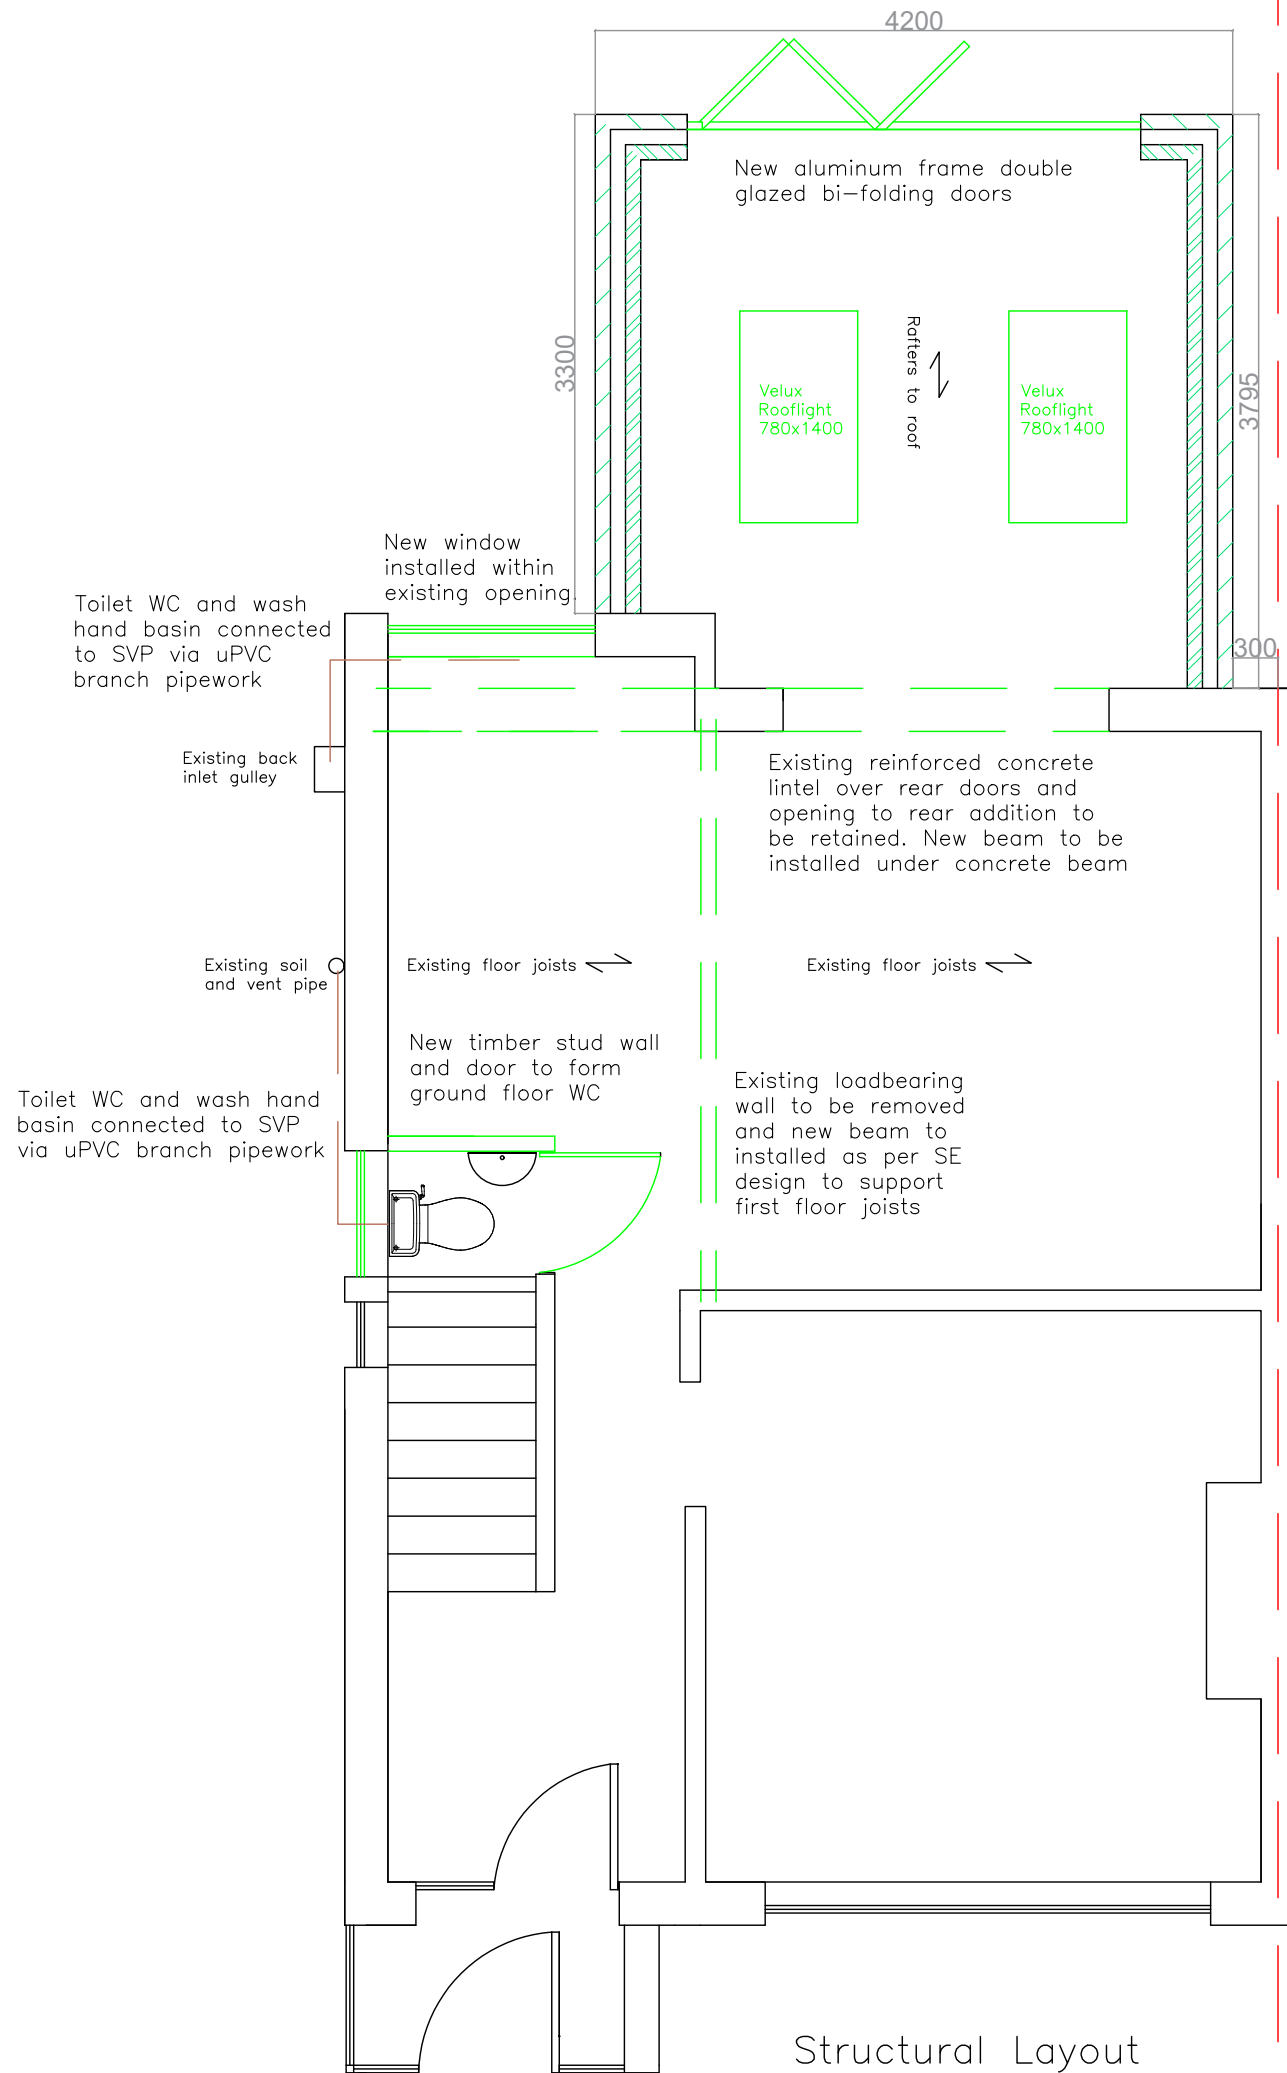 4200
New aluminum frame double
glazed bi-folding doors
3300
Rafters to roof
3795
Velux
Rooflight
780x1400
Velux
Rooflight
780x1400
New window
installed within
existing opening.
Toilet WC and wash
hand basin connected
to SVP via uPVC
branch pipework
300
Existing back
inlet gulley
Existing reinforced concrete
lintel over rear doors and
opening to rear addition to
be retained. New beam to be
installed under concrete beam
Existing soil
and vent pipe
Existing floor joists
Existing floor joists
New timber stud wall
and door to form
ground floor WC
Toilet WC and wash hand
basin connected to SVP
via uPVC branch pipework
Existing loadbearing
wall to be removed
and new beam to
installed as per SE
design to support
first floor joists
Structural Layout